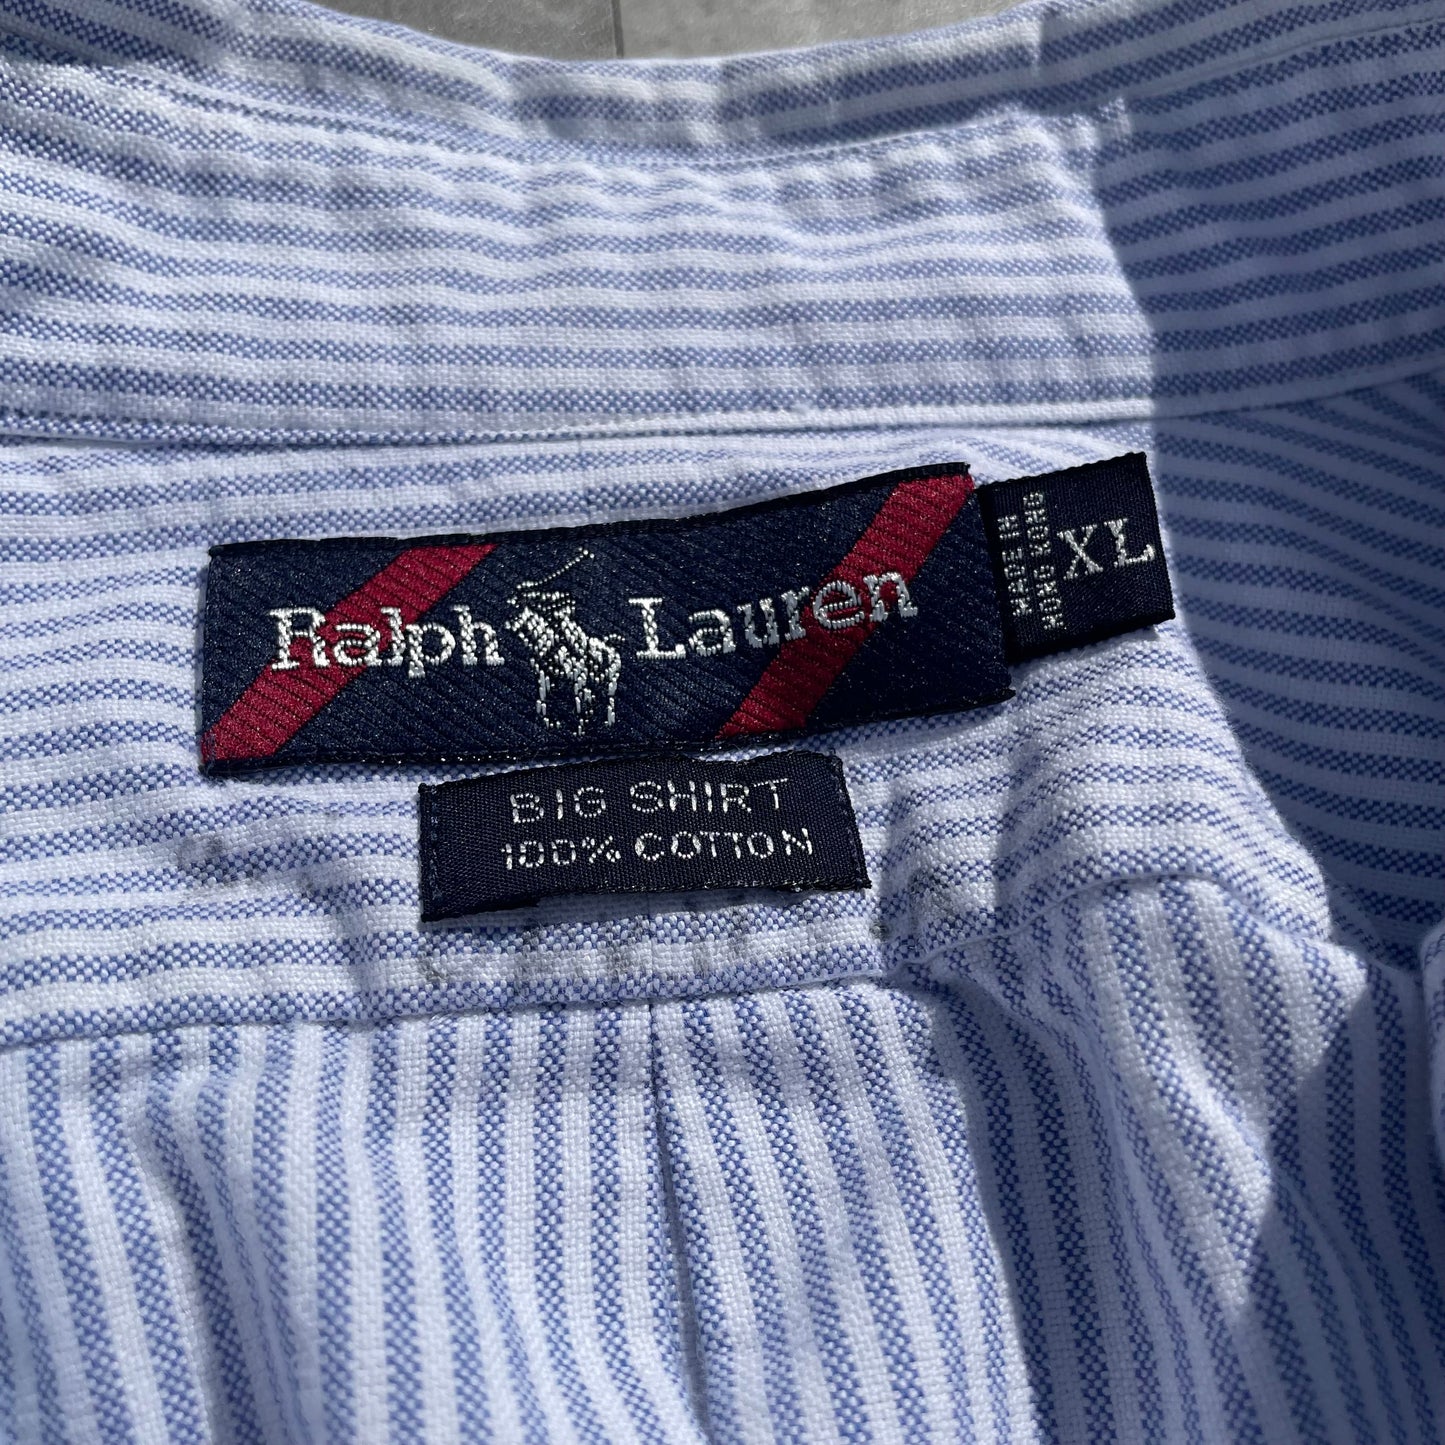 Ralph Lauren
XL
MADE IN
HONG KONG
BIG SHIRT
100% COTTON